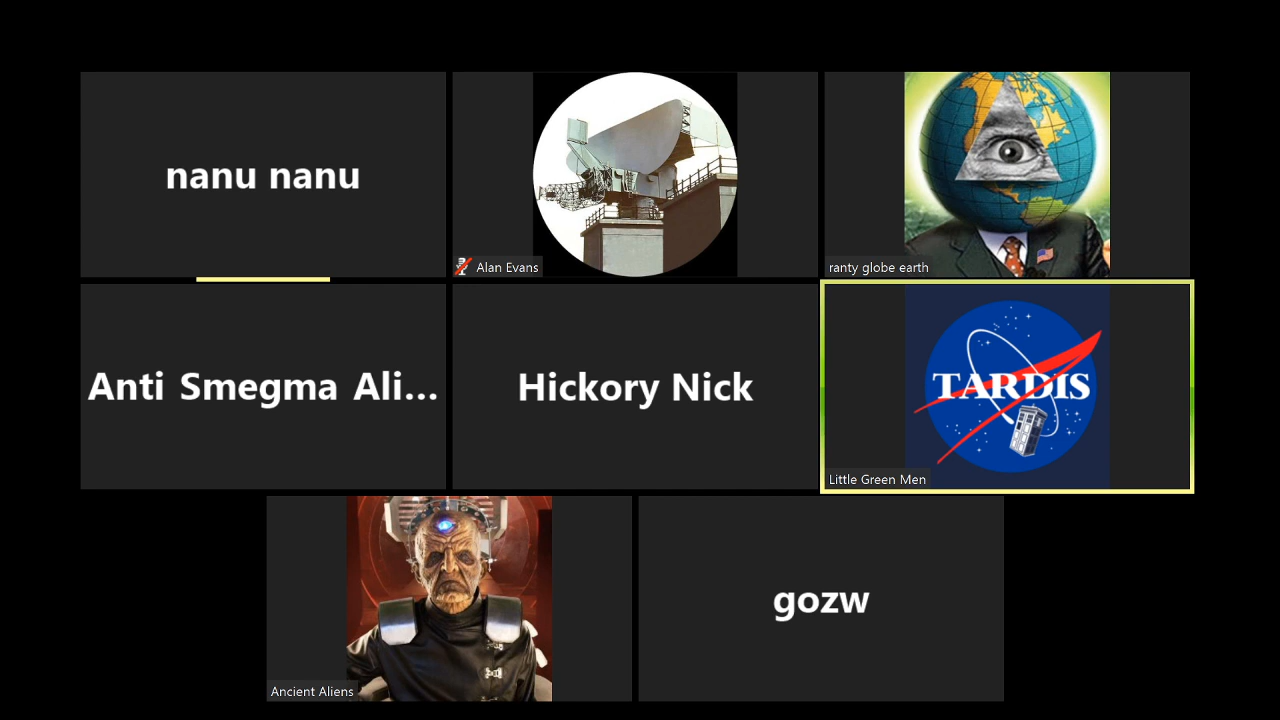 nanu nanu
Alan Evans
ranty globe earth
Anti Smegma Ali...
Hickory Nick
TARDIS
Little Green Men
Ancient Aliens
gozw